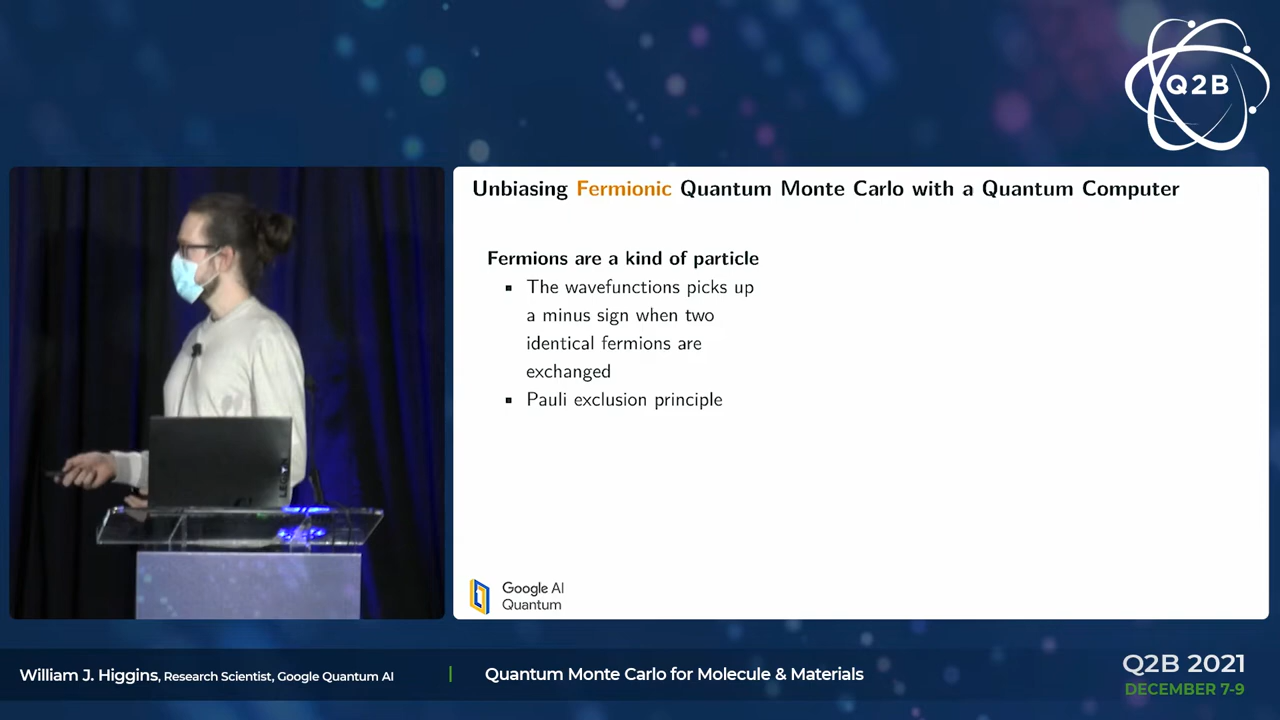 Q2B
Unbiasing Fermionic Quantum Monte Carlo with a Quantum Computer
Fermions are a kind of particle
▪ The wavefunctions picks up
a minus sign when two
identical fermions are
exchanged
▪ Pauli exclusion principle
LEGION
Google AI
Quantum
William J. Higgins, Research Scientist, Google Quantum AI
Quantum Monte Carlo for Molecule & Materials
Q2B 2021
DECEMBER 7-9